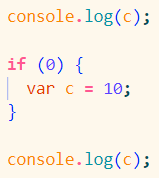 console.log(c);
if (0) {
  var c = 10;
}
console.log(c);